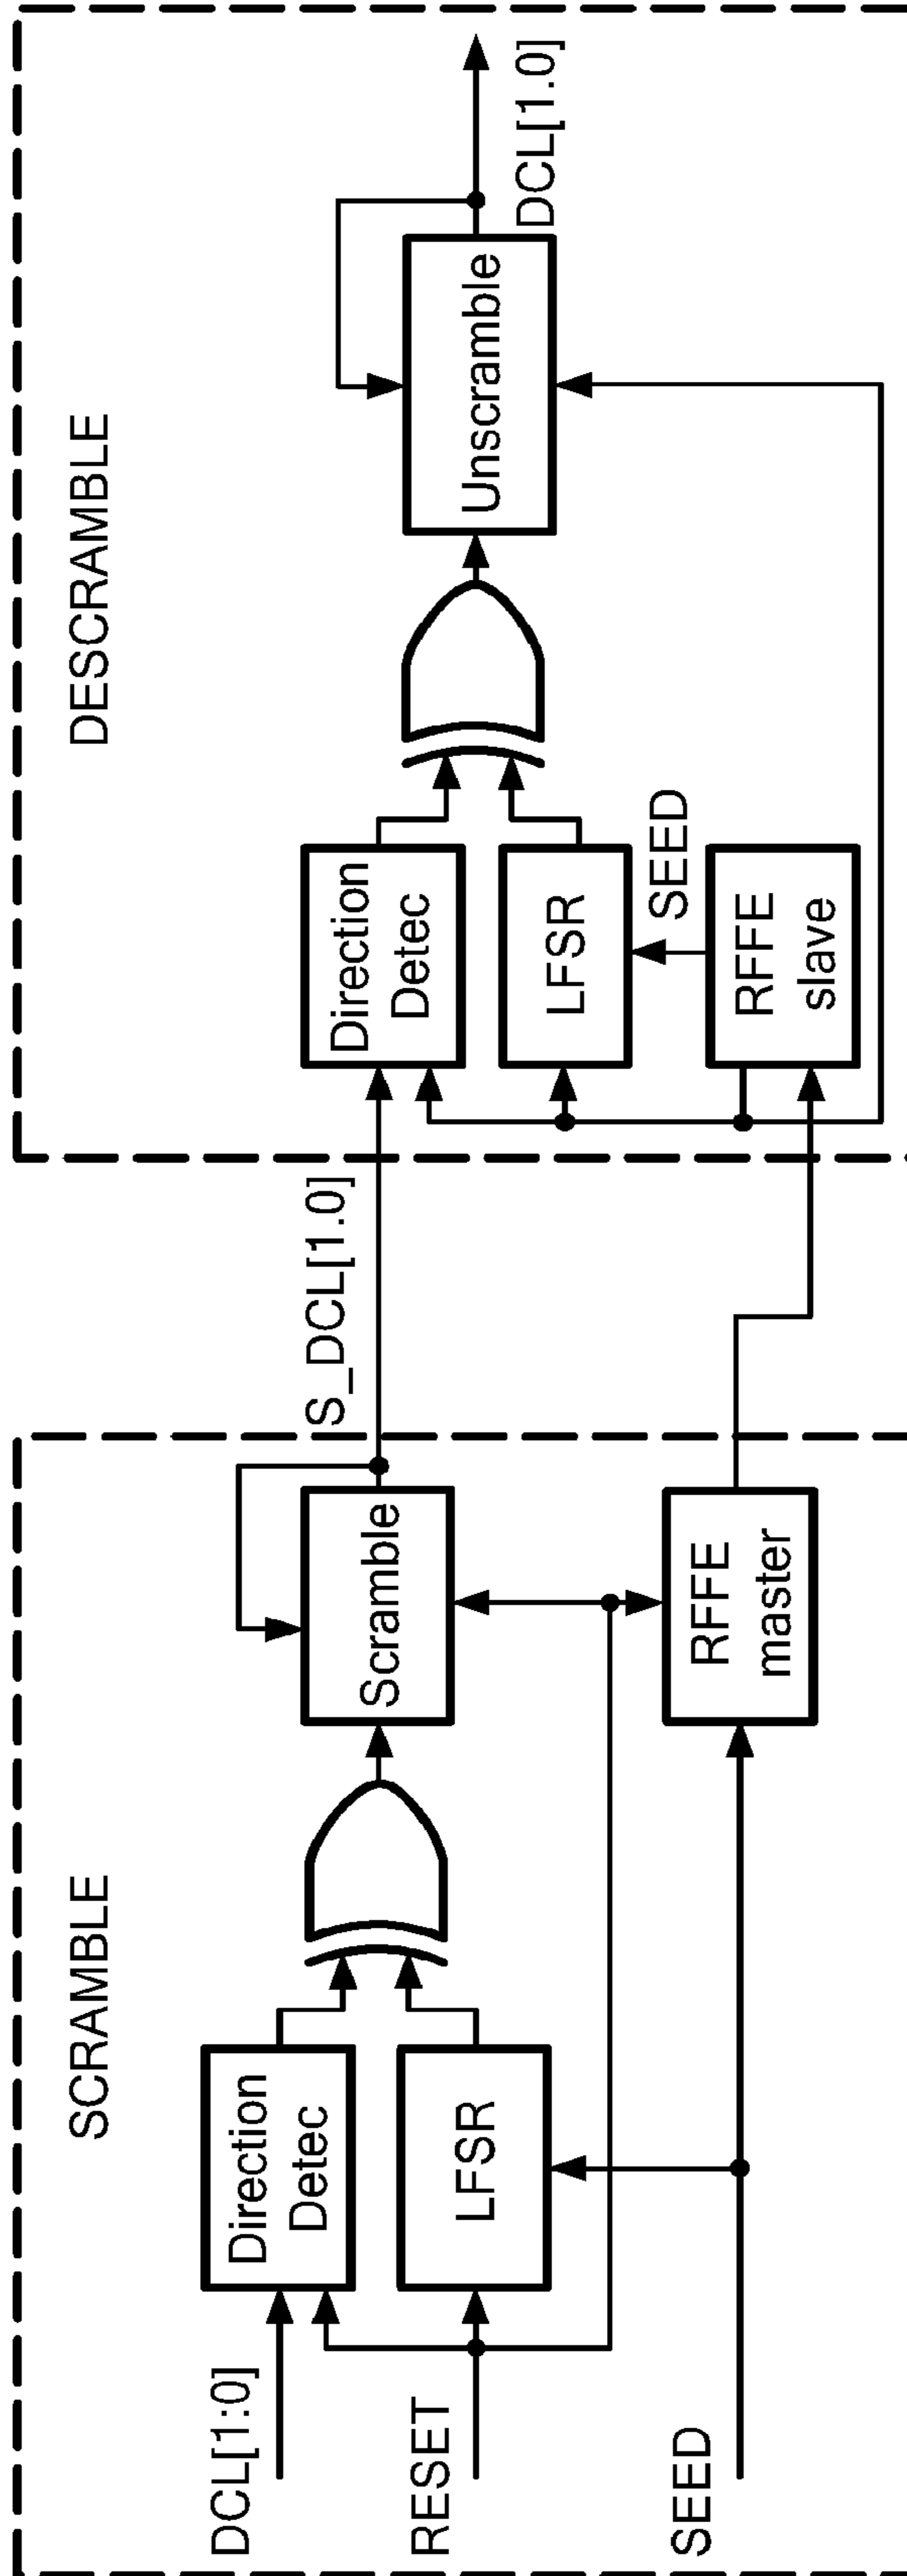 SCRAMBLE
DCL[1:0]
RESET
SEED
Direction
Detec
LFSR
Scramble
RFFE
master
S_DCL[1.0]
DESCRAMBLE
Direction
Detec
LFSR
SEED
RFFE
slave
Unscramble
DCL[1.0]